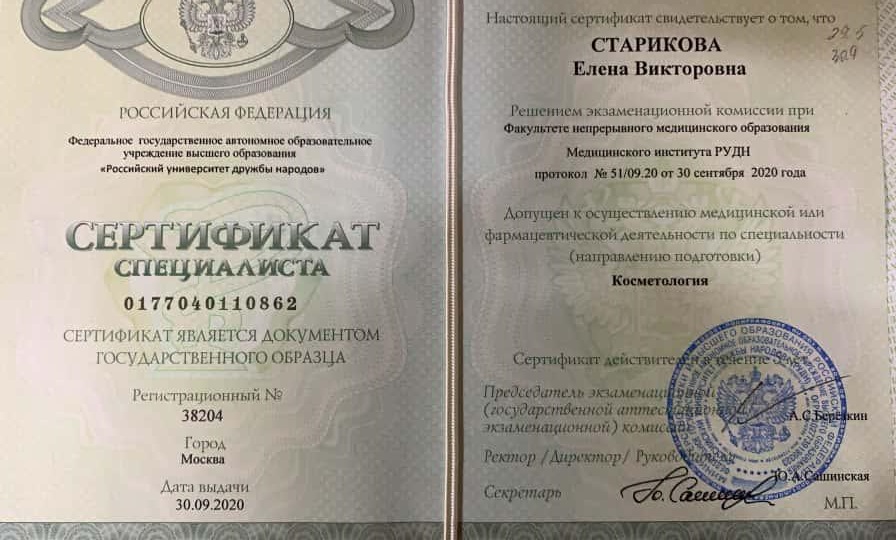 РОССИЙСКАЯ ФЕДЕРАЦИЯ
Федеральное государственное автономное образовательное
учреждение высшего образования
«Российский университет дружбы народов»
СЕРТИФИКАТ
СПЕЦИАЛИСТА
0177040110862
СЕРТИФИКАТ ЯВЛЯЕТСЯ ДОКУМЕНТОМ
ГОСУДАРСТВЕННОГО ОБРАЗЦА
Регистрационный №
38204
Город
Москва
Дата выдачи
30.09.2020
Настоящий сертификат свидетельствует о том, что
СТАРИКОВА
Елена Викторовна
Решением экзаменационной комиссии при
Факультете непрерывного медицинского образования
Медицинского института РУДН
протокол № 51/09.20 от 30 сентября 2020 года
Допущен к осуществлению медицинской или
фармацевтической деятельности по специальности
(направлению подготовки)
Косметология
Сертификат действителен в течение
Председатель экзаменационной
(государственной аттестационной,
экзаменационной) комиссии
А.С.Берёзкин
Ректор /Директор/ Руководитель
Ю.А.Сашинская
Секретарь
М.П.